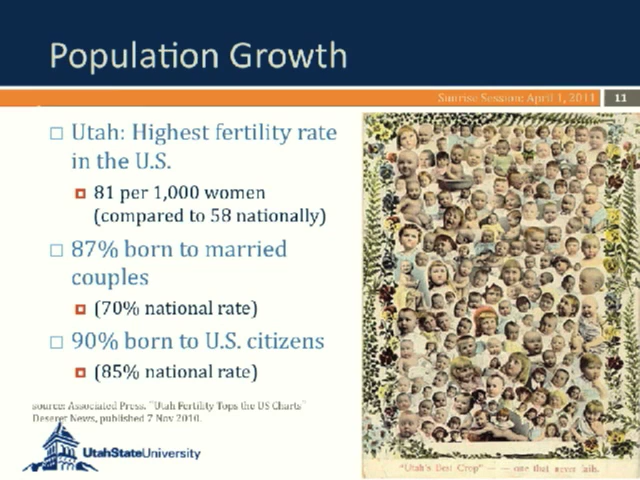 Population Growth
Sunrise Session: April 1, 2011
11
Utah: Highest fertility rate
in the U.S.
81 per 1,000 women
(compared to 58 nationally)
87% born to married
couples
(70% national rate)
90% born to U.S. citizens
(85% national rate)
source: Associated Press. "Utah Fertility Tops the US Charts"
Deseret News, published 7 Nov 2010.
UtahStateUniversity
"Utah's Best Crop" — — one that never fails.